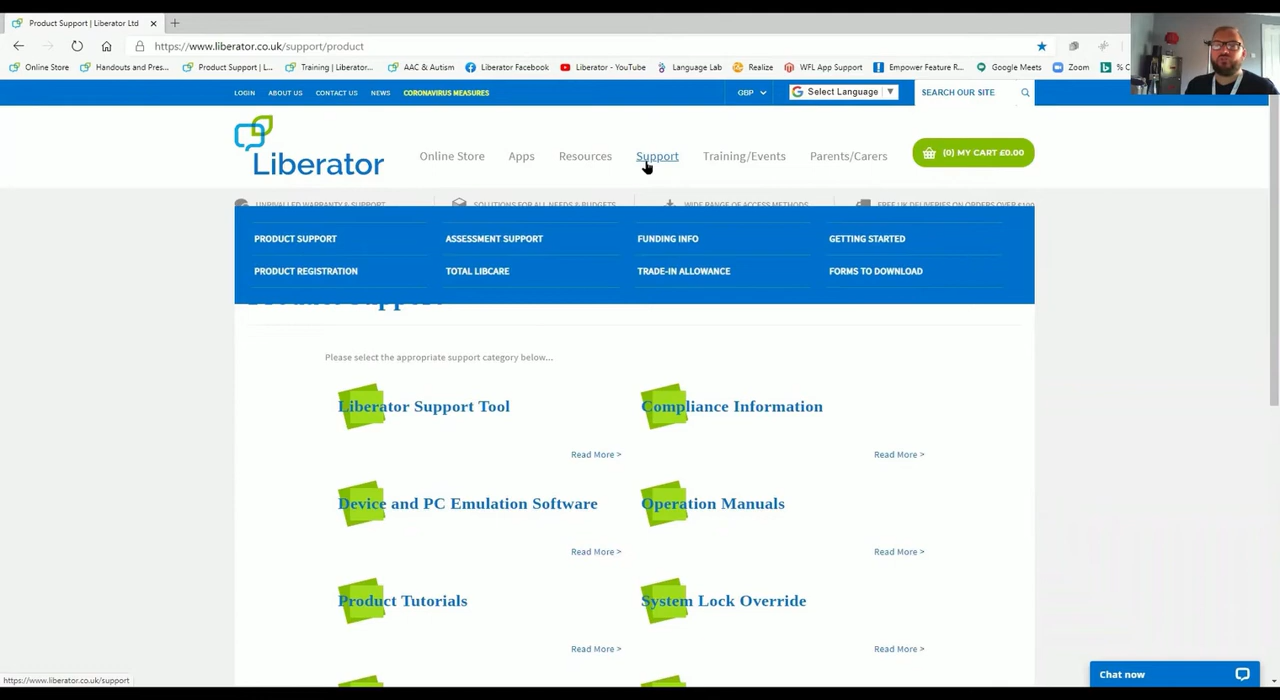 Product Support | Liberator Ltd
https://www.liberator.co.uk/support/product
Online Store Handouts and Pres... Product Support | L... Training | Liberator... AAC & Autism Liberator Facebook Liberator - YouTube Language Lab Realize WFL App Support Empower Feature R... Google Meets Zoom % C
LOGIN ABOUT US CONTACT US NEWS CORONAVIRUS MEASURES GBP Select Language SEARCH OUR SITE
Liberator
Online Store Apps Resources Support Training/Events Parents/Carers (0) MY CART £0.00
UNRIVALLED WARRANTY & SUPPORT SOLUTIONS FOR ALL NEEDS & BUDGETS WIDE RANGE OF ACCESS METHODS FREE UK DELIVERIES ON ORDERS OVER £100
PRODUCT SUPPORT ASSESSMENT SUPPORT FUNDING INFO GETTING STARTED
PRODUCT REGISTRATION TOTAL LIBCARE TRADE-IN ALLOWANCE FORMS TO DOWNLOAD
Product Support
Please select the appropriate support category below...
Liberator Support Tool Compliance Information
Read More > Read More >
Device and PC Emulation Software Operation Manuals
Read More > Read More >
Product Tutorials System Lock Override
Read More > Read More >
https://www.liberator.co.uk/support
Chat now